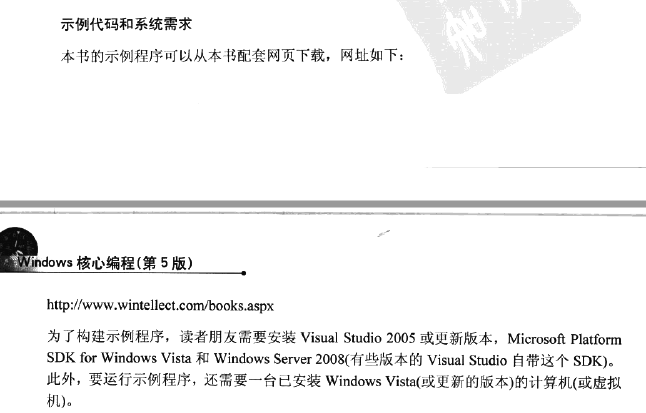 示例代码和系统需求
本书的示例程序可以从本书配套网页下载，网址如下：
Windows 核心编程(第 5 版)
http://www.wintellect.com/books.aspx
为了构建示例程序，读者朋友需要安装 Visual Studio 2005 或更新版本，Microsoft Platform
SDK for Windows Vista 和 Windows Server 2008(有些版本的 Visual Studio 自带这个 SDK)。
此外，要运行示例程序，还需要一台已安装 Windows Vista(或更新的版本)的计算机(或虚拟
机)。